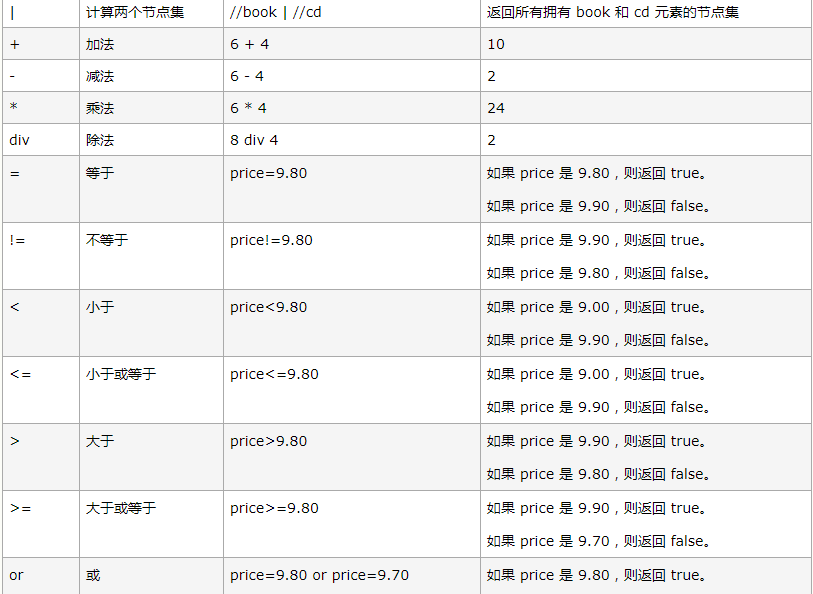 | 计算两个节点集 //book | //cd 返回所有拥有 book 和 cd 元素的节点集
+ 加法 6 + 4 10
- 减法 6 - 4 2
* 乘法 6 * 4 24
div 除法 8 div 4 2
= 等于 price=9.80 如果 price 是 9.80，则返回 true。
如果 price 是 9.90，则返回 false。
!= 不等于 price!=9.80 如果 price 是 9.90，则返回 true。
如果 price 是 9.80，则返回 false。
< 小于 price<9.80 如果 price 是 9.00，则返回 true。
如果 price 是 9.90，则返回 false。
<= 小于或等于 price<=9.80 如果 price 是 9.00，则返回 true。
如果 price 是 9.90，则返回 false。
> 大于 price>9.80 如果 price 是 9.90，则返回 true。
如果 price 是 9.80，则返回 false。
>= 大于或等于 price>=9.80 如果 price 是 9.90，则返回 true。
如果 price 是 9.70，则返回 false。
or 或 price=9.80 or price=9.70 如果 price 是 9.80，则返回 true。